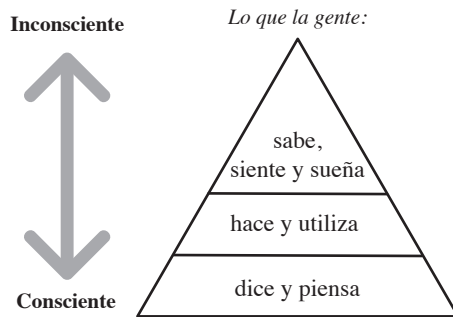 Inconsciente
Lo que la gente:
sabe,
siente y sueña
hace y utiliza
dice y piensa
Consciente